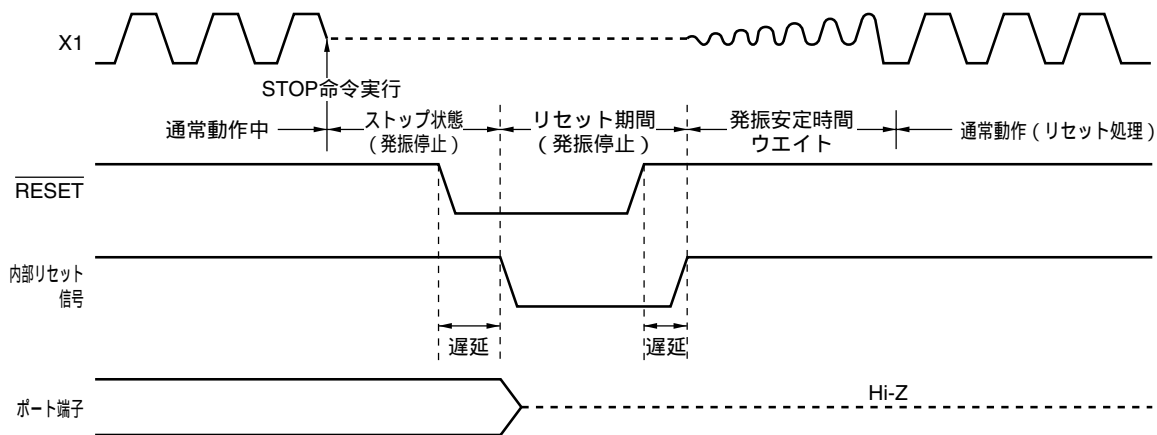 X1
STOP命令実行
通常動作中
ストップ状態
(発振停止)
リセット期間
(発振停止)
発振安定時間
ウエイト
通常動作(リセット処理)
RESET
内部リセット
信号
遅延
遅延
ポート端子
Hi-Z